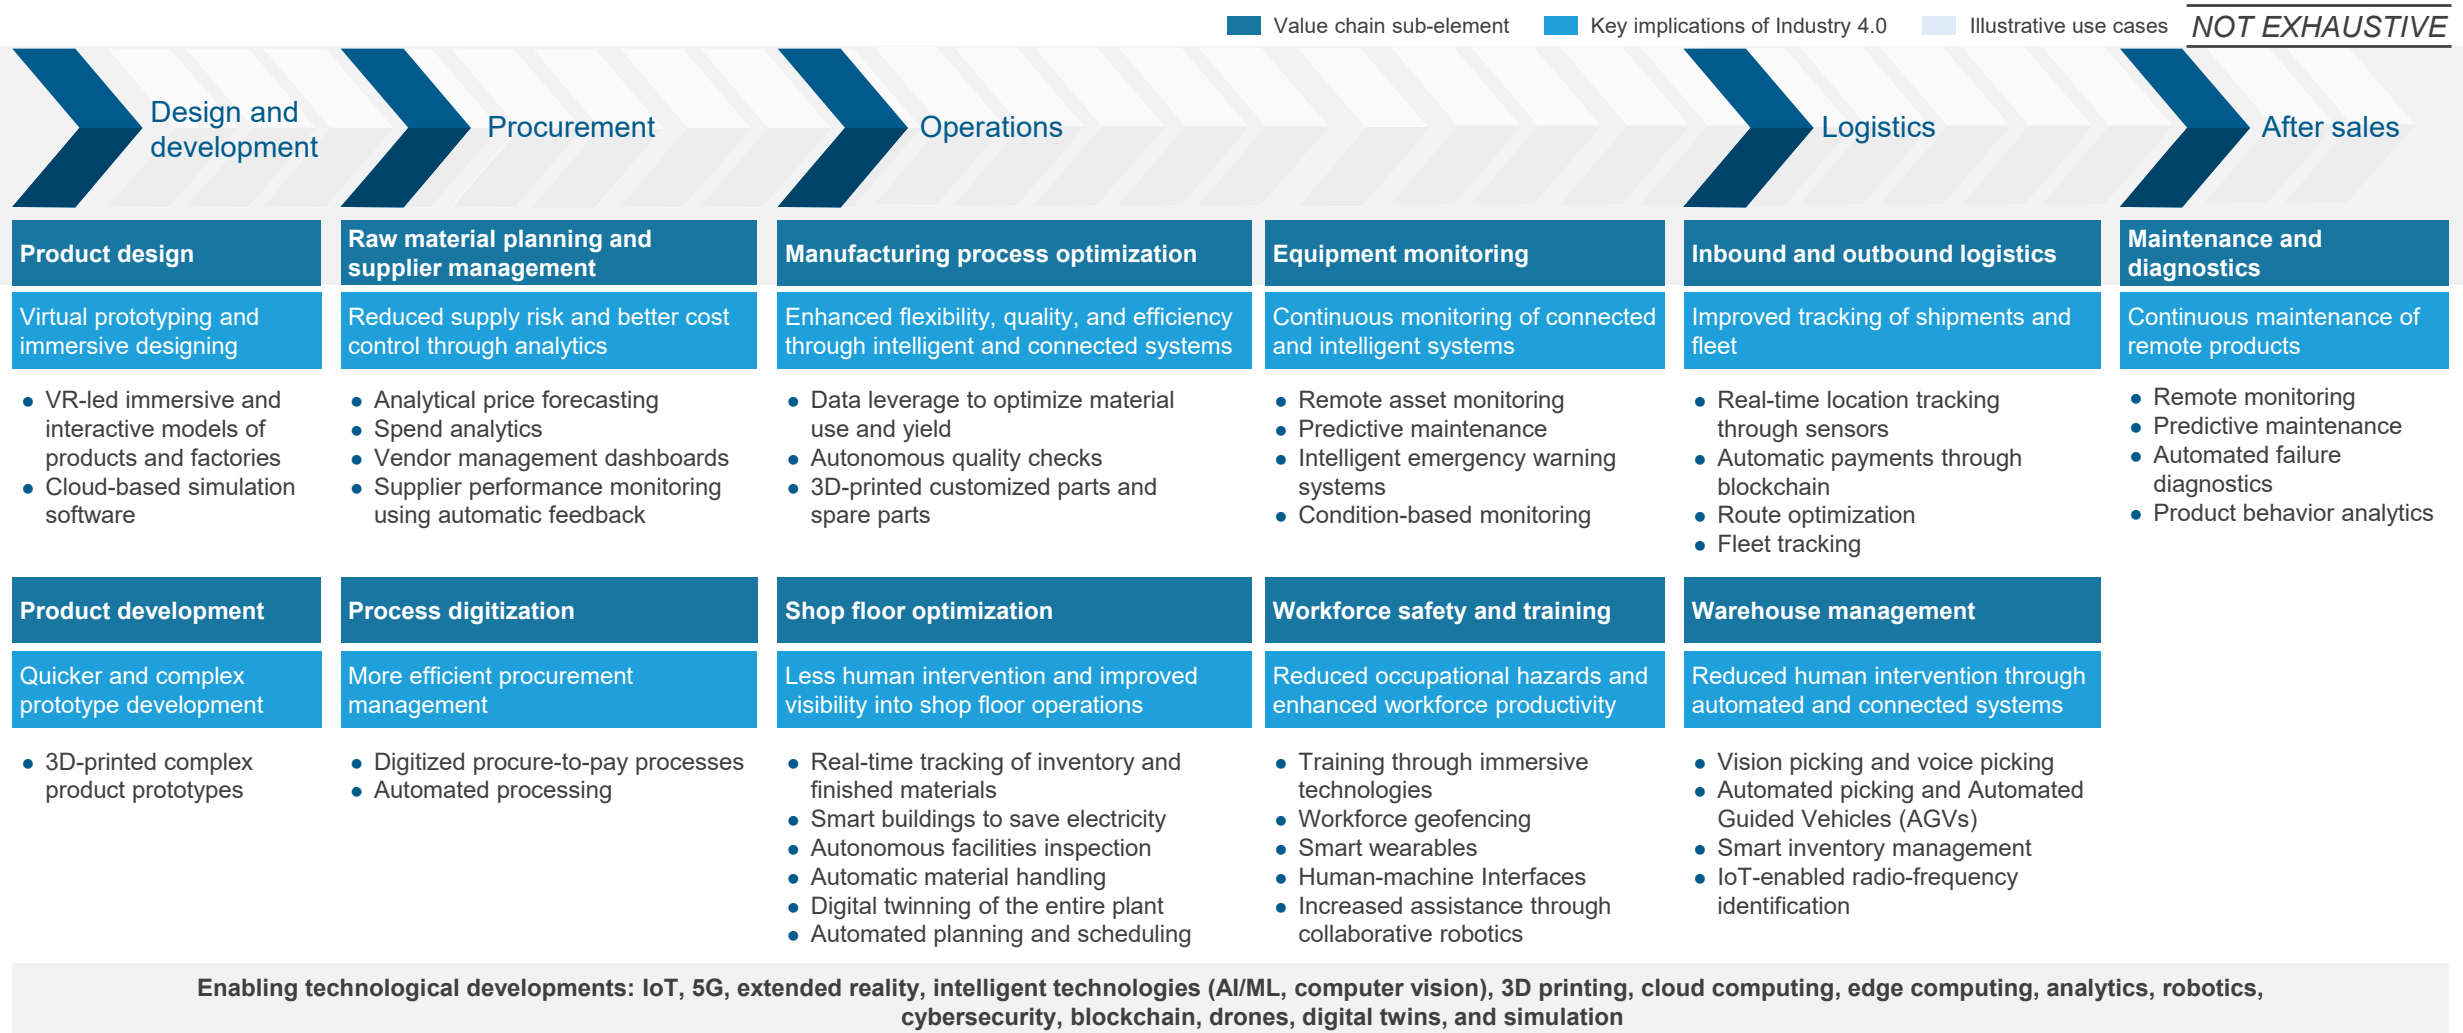 Value chain sub-element
Key implications of Industry 4.0
Illustrative use cases
NOT EXHAUSTIVE
Design and
development
Procurement
Operations
Logistics
After sales
Product design
Virtual prototyping and
immersive designing
● VR-led immersive and
interactive models of
products and factories
● Cloud-based simulation
software
Raw material planning and
supplier management
Reduced supply risk and better cost
control through analytics
● Analytical price forecasting
● Spend analytics
● Vendor management dashboards
● Supplier performance monitoring
using automatic feedback
Manufacturing process optimization
Enhanced flexibility, quality, and efficiency
through intelligent and connected systems
● Data leverage to optimize material
use and yield
● Autonomous quality checks
● 3D-printed customized parts and
spare parts
Equipment monitoring
Continuous monitoring of connected
and intelligent systems
● Remote asset monitoring
● Predictive maintenance
● Intelligent emergency warning
systems
● Condition-based monitoring
Inbound and outbound logistics
Improved tracking of shipments and
fleet
● Real-time location tracking
through sensors
● Automatic payments through
blockchain
● Route optimization
● Fleet tracking
Maintenance and
diagnostics
Continuous maintenance of
remote products
● Remote monitoring
● Predictive maintenance
● Automated failure
diagnostics
● Product behavior analytics
Product development
Quicker and complex
prototype development
● 3D-printed complex
product prototypes
Process digitization
More efficient procurement
management
● Digitized procure-to-pay processes
● Automated processing
Shop floor optimization
Less human intervention and improved
visibility into shop floor operations
● Real-time tracking of inventory and
finished materials
● Smart buildings to save electricity
● Autonomous facilities inspection
● Automatic material handling
● Digital twinning of the entire plant
● Automated planning and scheduling
Workforce safety and training
Reduced occupational hazards and
enhanced workforce productivity
● Training through immersive
technologies
● Workforce geofencing
● Smart wearables
● Human-machine Interfaces
● Increased assistance through
collaborative robotics
Warehouse management
Reduced human intervention through
automated and connected systems
● Vision picking and voice picking
● Automated picking and Automated
Guided Vehicles (AGVs)
● Smart inventory management
● IoT-enabled radio-frequency
identification
Enabling technological developments: IoT, 5G, extended reality, intelligent technologies (AI/ML, computer vision), 3D printing, cloud computing, edge computing, analytics, robotics,
cybersecurity, blockchain, drones, digital twins, and simulation